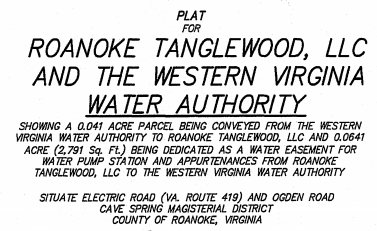 PLAT
FOR
ROANOKE TANGLEWOOD, LLC
AND THE WESTERN VIRGINIA
WATER AUTHORITY
SHOWING A 0.041 ACRE PARCEL BEING CONVEYED FROM THE WESTERN
VIRGINIA WATER AUTHORITY TO ROANOKE TANGLEWOOD, LLC AND 0.0641
ACRE (2,791 Sq. Ft.) BEING DEDICATED AS A WATER EASEMENT FOR
WATER PUMP STATION AND APPURTENANCES FROM ROANOKE
TANGLEWOOD, LLC TO THE WESTERN VIRGINIA WATER AUTHORITY
SITUATE ELECTRIC ROAD (VA. ROUTE 419) AND OGDEN ROAD
CAVE SPRING MAGISTERIAL DISTRICT
COUNTY OF ROANOKE, VIRGINIA